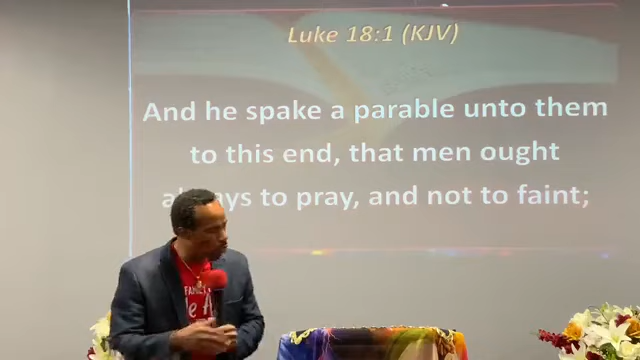 Luke 18:1 (KJV)
And he spake a parable unto them
to this end, that men ought
always to pray, and not to faint;